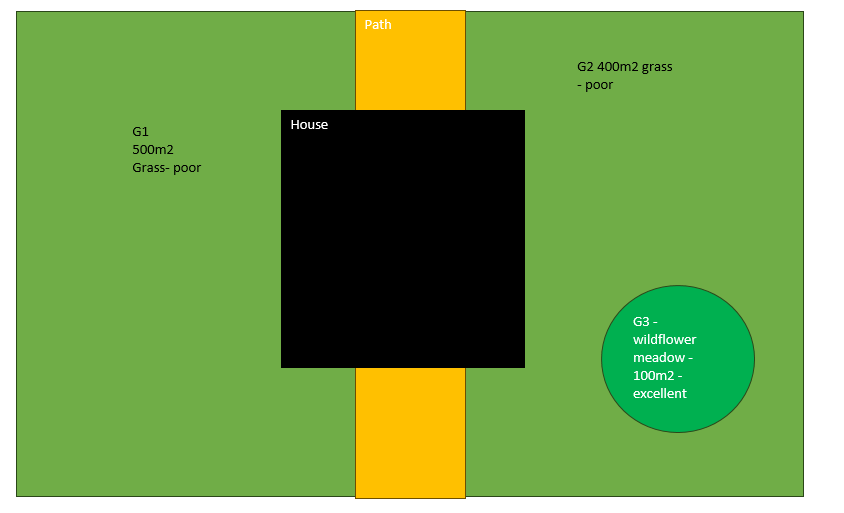 Path
G2 400m2 grass
- poor
House
G1
500m2
Grass- poor
G3 -
wildflower
meadow -
100m2 -
excellent